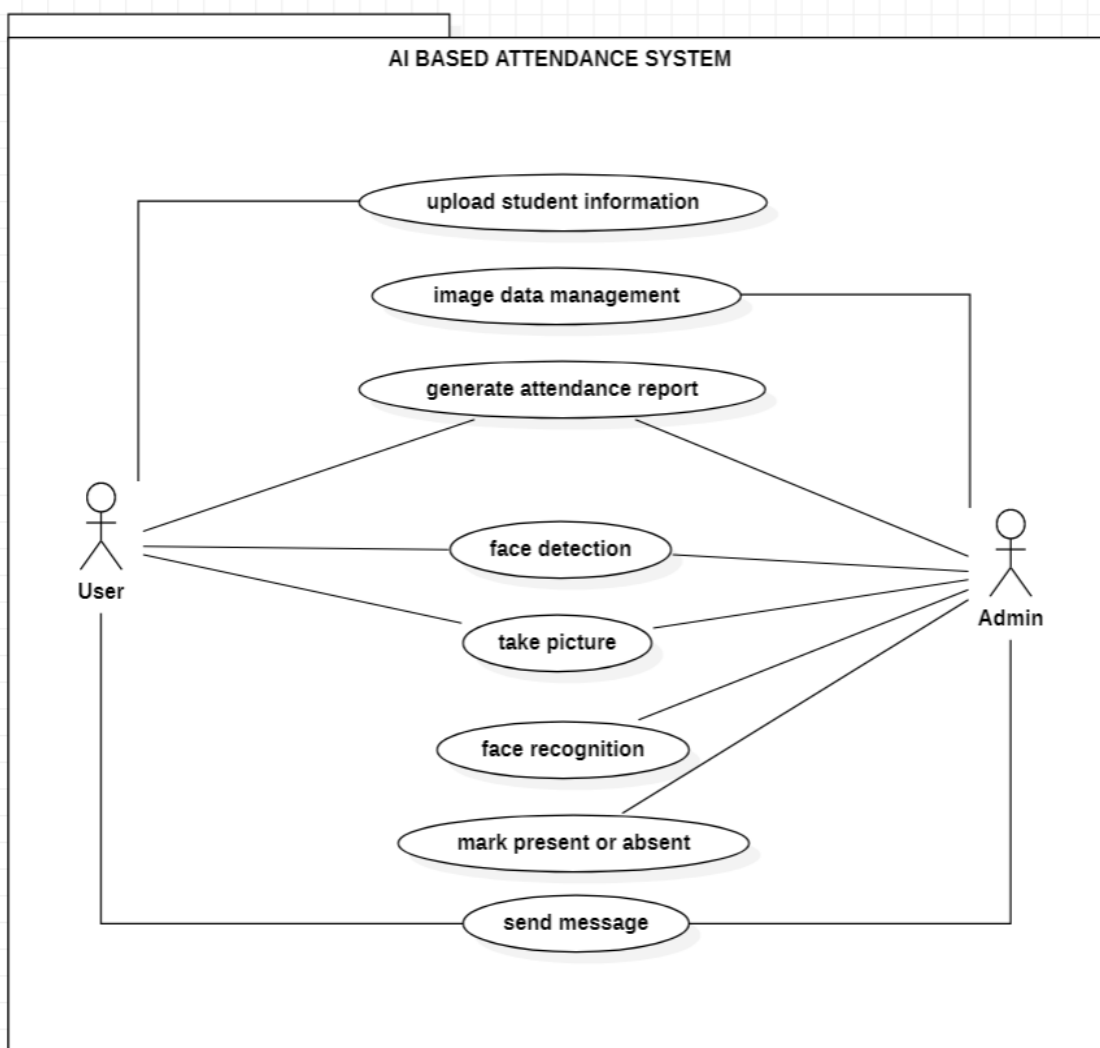 AI BASED ATTENDANCE SYSTEM
upload student information
image data management
generate attendance report
face detection
User
Admin
take picture
face recognition
mark present or absent
send message